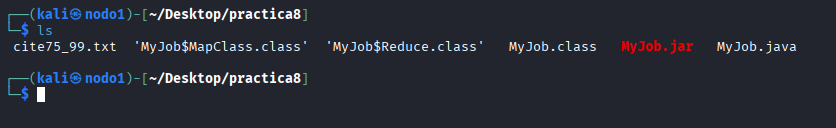 ┌──(kali㉿nodo1)-[~/Desktop/practica8]
└─$ ls
cite75_99.txt 'MyJob$MapClass.class' 'MyJob$Reduce.class' MyJob.class MyJob.jar MyJob.java
┌──(kali㉿nodo1)-[~/Desktop/practica8]
└─$